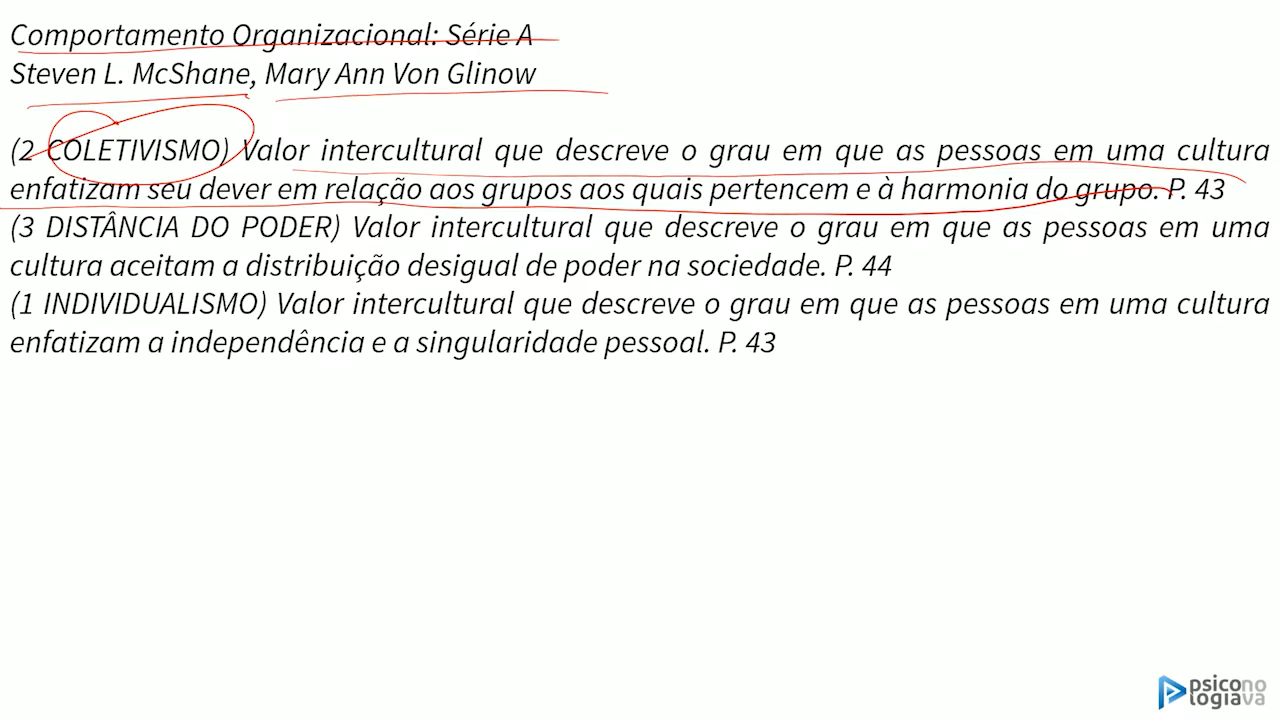 Comportamento Organizacional: Série A
Steven L. McShane, Mary Ann Von Glinow
(2 COLETIVISMO) Valor intercultural que descreve o grau em que as pessoas em uma cultura
enfatizam seu dever em relação aos grupos aos quais pertencem e à harmonia do grupo. P. 43
(3 DISTÂNCIA DO PODER) Valor intercultural que descreve o grau em que as pessoas em uma
cultura aceitam a distribuição desigual de poder na sociedade. P. 44
(1 INDIVIDUALISMO) Valor intercultural que descreve o grau em que as pessoas em uma cultura
enfatizam a independência e a singularidade pessoal. P. 43
psicono
logiava